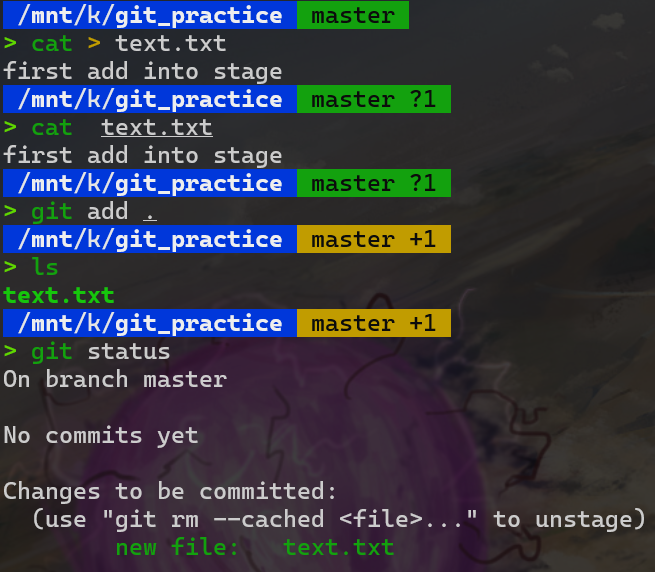 /mnt/k/git_practice master
> cat > text.txt
first add into stage
/mnt/k/git_practice master ?1
> cat  text.txt
first add into stage
/mnt/k/git_practice master ?1
> git add .
/mnt/k/git_practice master +1
> ls
text.txt
/mnt/k/git_practice master +1
> git status
On branch master
No commits yet
Changes to be committed:
  (use "git rm --cached <file>..." to unstage)
        new file:   text.txt